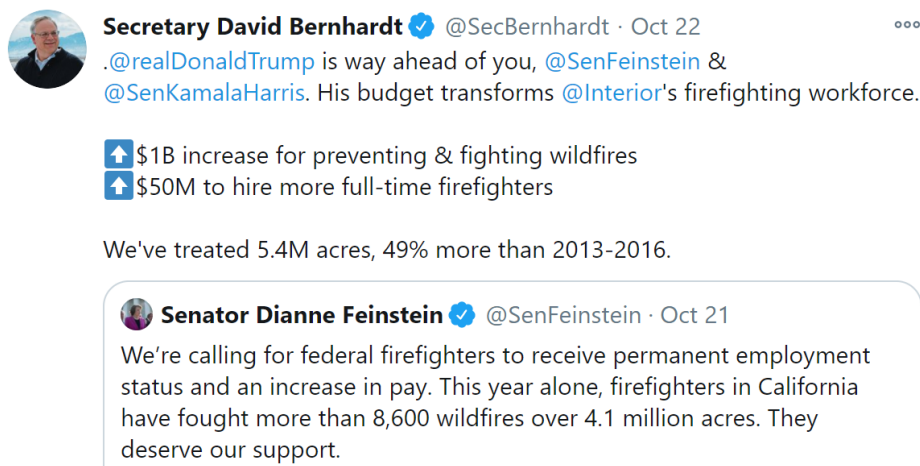 Secretary David Bernhardt @SecBernhardt · Oct 22
.@realDonaldTrump is way ahead of you, @SenFeinstein &
@SenKamalaHarris. His budget transforms @Interior's firefighting workforce.
⬆️$1B increase for preventing & fighting wildfires
⬆️$50M to hire more full-time firefighters
We've treated 5.4M acres, 49% more than 2013-2016.
Senator Dianne Feinstein @SenFeinstein · Oct 21
We’re calling for federal firefighters to receive permanent employment
status and an increase in pay. This year alone, firefighters in California
have fought more than 8,600 wildfires over 4.1 million acres. They
deserve our support.